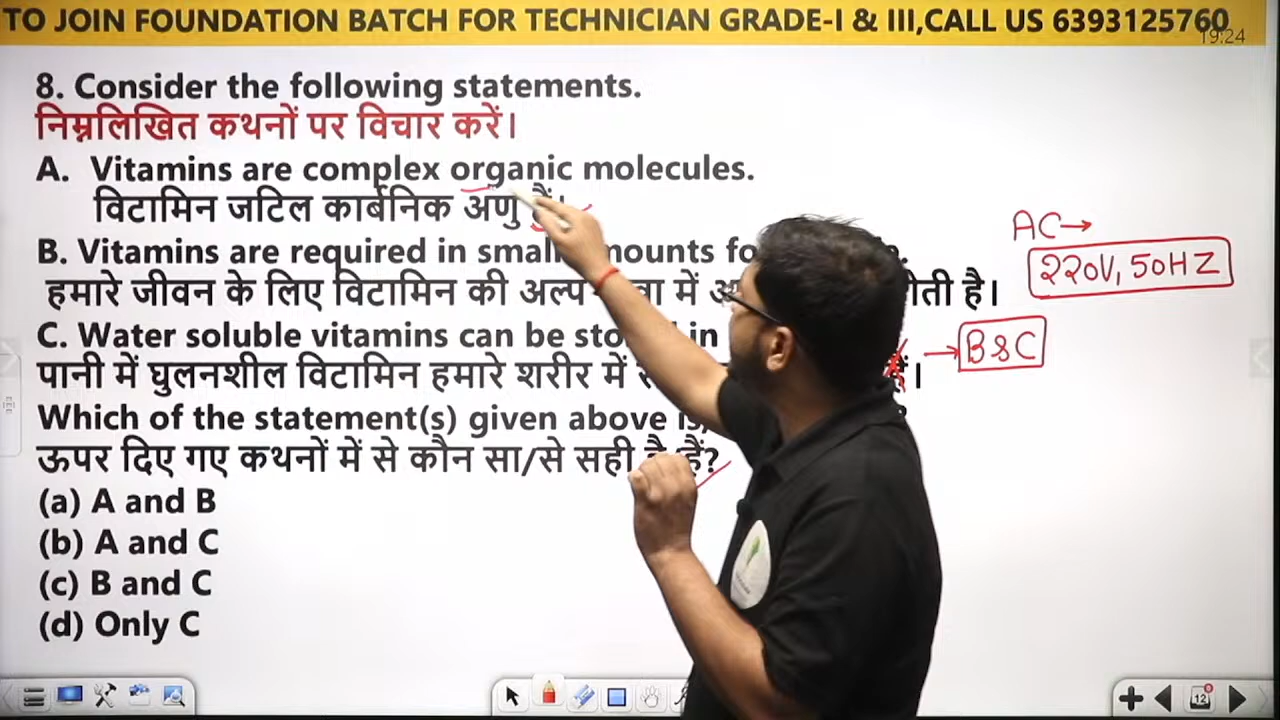 TO JOIN FOUNDATION BATCH FOR TECHNICIAN GRADE-I & III,CALL US 6393125760
19:24
8. Consider the following statements.
निम्नलिखित कथनों पर विचार करें।
A. Vitamins are complex organic molecules.
विटामिन जटिल कार्बनिक अणु हैं।
B. Vitamins are required in small
हमारे जीवन के लिए विटामिन की अल्प में है।
C. Water soluble vitamins can be in
पानी में घुलनशील विटामिन हमारे शरीर में
Which of the statement(s) given above
ऊपर दिए गए कथनों में से कौन सा/से सही है/हैं?
(a) A and B
(b) A and C
(c) B and C
(d) Only C
AC→
220V, 50HZ
→ B & C
12